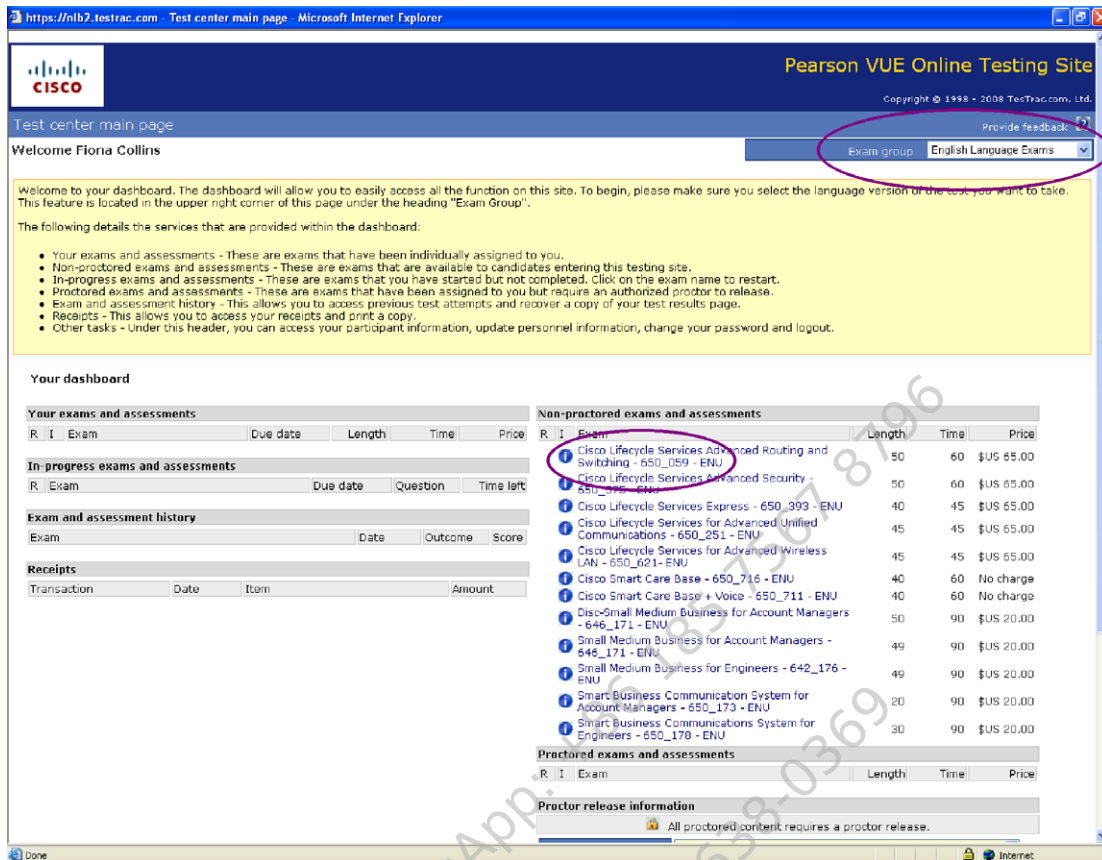 https://nlb2.testrac.com - Test center main page - Microsoft Internet Explorer
CISCO
Pearson VUE Online Testing Site
Copyright © 1998 - 2008 TesTrac.com, Ltd.
Test center main page
Provide feedback [?]
Welcome Fiona Collins
Exam group English Language Exams
Welcome to your dashboard. The dashboard will allow you to easily access all the function on this site. To begin, please make sure you select the language version of the test you want to take.
This feature is located in the upper right corner of this page under the heading "Exam Group".
The following details the services that are provided within the dashboard:
• Your exams and assessments - These are exams that have been individually assigned to you.
• Non-proctored exams and assessments - These are exams that are available to candidates entering this testing site.
• In-progress exams and assessments - These are exams that you have started but not completed. Click on the exam name to restart.
• Proctored exams and assessments - These are exams that have been assigned to you but require an authorized proctor to release.
• Exam and assessment history - This allows you to access previous test attempts and recover a copy of your test results page.
• Receipts - This allows you to access your receipts and print a copy.
• Other tasks - Under this header, you can access your participant information, update personnel information, change your password and logout.
Your dashboard
Your exams and assessments
R I Exam Due date Length Time Price
In-progress exams and assessments
R Exam Due date Question Time left
Exam and assessment history
Exam Date Outcome Score
Receipts
Transaction Date Item Amount
Non-proctored exams and assessments
R I Exam Length Time Price
Cisco Lifecycle Services Advanced Routing and
Switching - 650_059 - ENU 50 60 $US 65.00
Cisco Lifecycle Services Advanced Security -
650_575 - ENU 50 60 $US 65.00
Cisco Lifecycle Services Express - 650_393 - ENU 40 45 $US 65.00
Cisco Lifecycle Services for Advanced Unified
Communications - 650_251 - ENU 45 45 $US 65.00
Cisco Lifecycle Services for Advanced Wireless
LAN - 650_621- ENU 45 45 $US 65.00
Cisco Smart Care Base - 650_716 - ENU 40 60 No charge
Cisco Smart Care Base + Voice - 650_711 - ENU 40 60 No charge
Disc-Small Medium Business for Account Managers
- 646_171 - ENU 50 90 $US 20.00
Small Medium Business for Account Managers -
646_171 - ENU 49 90 $US 20.00
Small Medium Business for Engineers - 642_176 -
ENU 49 90 $US 20.00
Smart Business Communication System for
Account Managers - 650_173 - ENU 20 90 $US 20.00
Smart Business Communications System for
Engineers - 650_178 - ENU 30 90 $US 20.00
Proctored exams and assessments
R I Exam Length Time Price
Proctor release information
All proctored content requires a proctor release.
Done
Internet
App: +86 185 7567 8796
638-0369